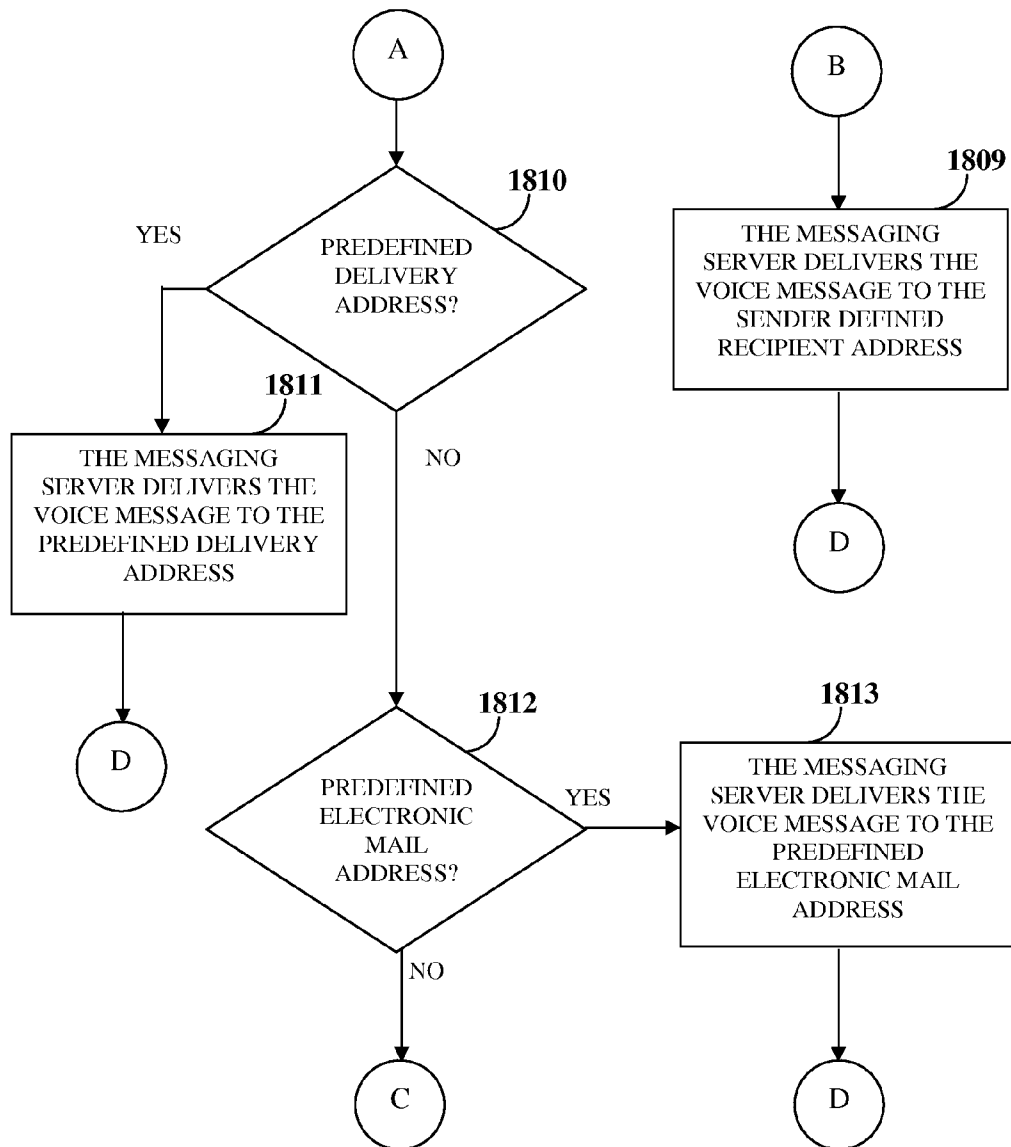 A
B
1810
1809
YES
PREDEFINED
DELIVERY
ADDRESS?
THE MESSAGING
SERVER DELIVERS THE
VOICE MESSAGE TO THE
SENDER DEFINED
RECIPIENT ADDRESS
1811
NO
THE MESSAGING
SERVER DELIVERS THE
VOICE MESSAGE TO THE
PREDEFINED DELIVERY
ADDRESS
D
D
1812
1813
PREDEFINED
ELECTRONIC
MAIL
ADDRESS?
YES
THE MESSAGING
SERVER DELIVERS THE
VOICE MESSAGE TO THE
PREDEFINED
ELECTRONIC MAIL
ADDRESS
NO
C
D